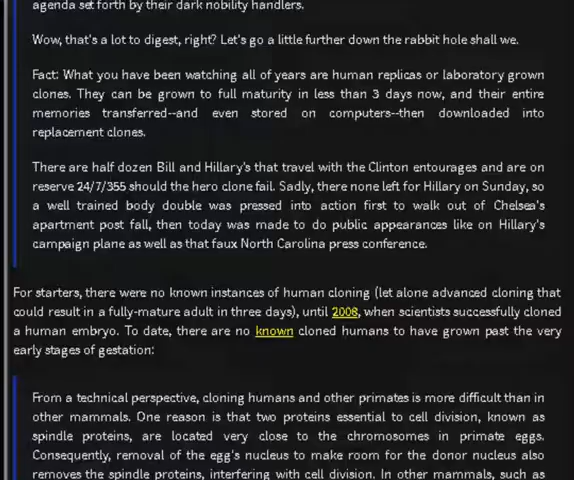 agenda set forth by their dark nobility handlers.
Wow, that's a lot to digest, right? Let's go a little further down the rabbit hole shall we.
Fact: What you have been watching all of years are human replicas or laboratory grown
clones. They can be grown to full maturity in less than 3 days now, and their entire
memories transferred--and even stored on computers--then downloaded into
replacement clones.
There are half dozen Bill and Hillary's that travel with the Clinton entourages and are on
reserve 24/7/355 should the hero clone fail. Sadly, there none left for Hillary on Sunday, so
a well trained body double was pressed into action first to walk out of Chelsea's
apartment post fall, then today was made to do public appearances like on Hillary's
campaign plane as well as that faux North Carolina press conference.
For starters, there were no known instances of human cloning (let alone advanced cloning that
could result in a fully-mature adult in three days), until 2008, when scientists successfully cloned
a human embryo. To date, there are no known cloned humans to have grown past the very
early stages of gestation:
From a technical perspective, cloning humans and other primates is more difficult than in
other mammals. One reason is that two proteins essential to cell division, known as
spindle proteins, are located very close to the chromosomes in primate eggs.
Consequently, removal of the egg's nucleus to make room for the donor nucleus also
removes the spindle proteins, interfering with cell division. In other mammals, such as